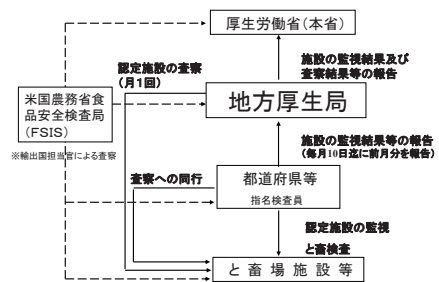 厚生労働省(本省)
施設の監視結果及び
査察結果等の報告
認定施設の査察
(月1回)
地方厚生局
米国農務省食
品安全検査局
(FSIS)
※輸出国担当官による査察
施設の監視結果等の報告
(毎月10日迄に前月分を報告)
査察への同行
都道府県等
指名検査員
認定施設の監視
と畜検査
と畜場施設等